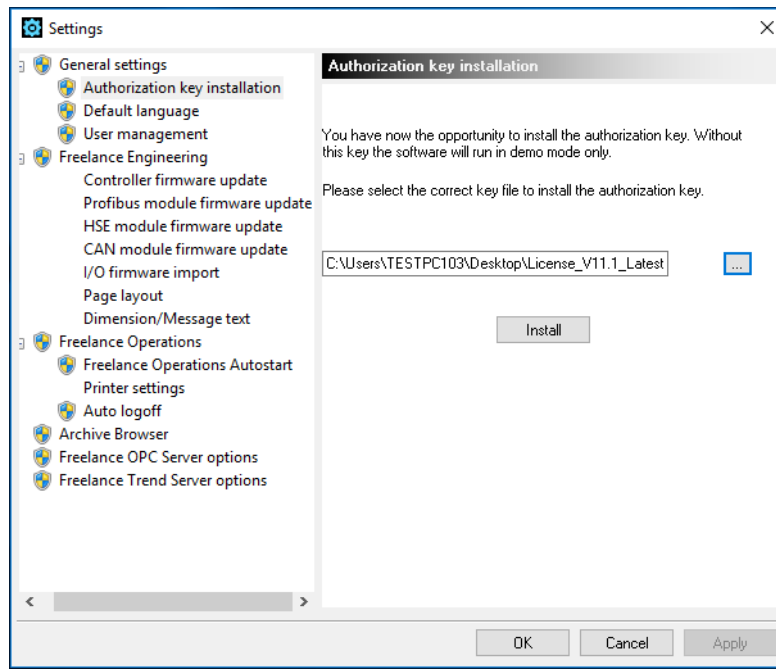 Settings
General settings
Authorization key installation
Default language
User management
Freelance Engineering
Controller firmware update
Profibus module firmware update
HSE module firmware update
CAN module firmware update
I/O firmware import
Page layout
Dimension/Message text
Freelance Operations
Freelance Operations Autostart
Printer settings
Auto logoff
Archive Browser
Freelance OPC Server options
Freelance Trend Server options
Authorization key installation
You have now the opportunity to install the authorization key. Without
this key the software will run in demo mode only.
Please select the correct key file to install the authorization key.
C:\Users\TESTPC103\Desktop\License_V11.1_Latest
...
Install
OK
Cancel
Apply